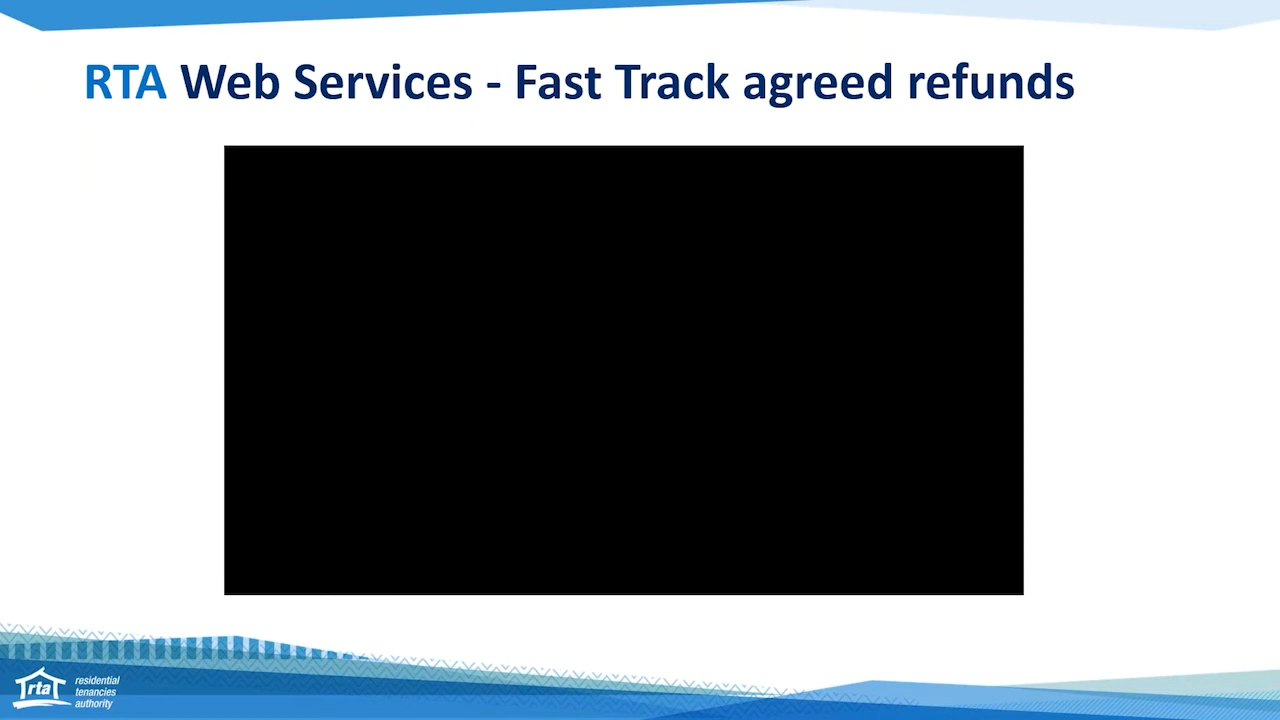 RTA Web Services - Fast Track agreed refunds
rta
residential
tenancies
authority